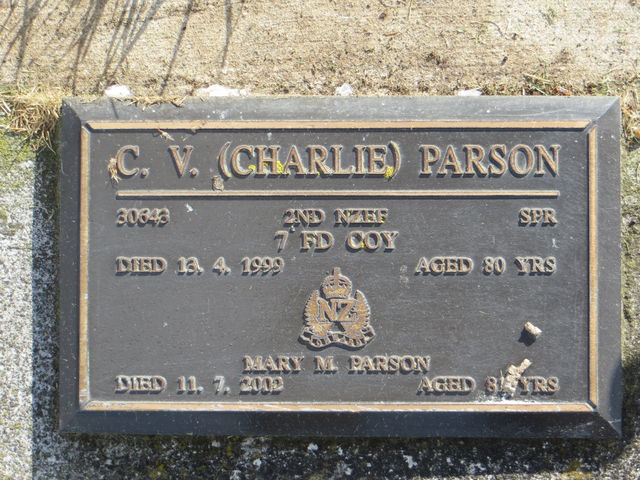 C. V. (CHARLIE) PARSON
30643 2ND NZEF SPR
7 FD COY
DIED 13. 4. 1999 AGED 80 YRS
NZ
MARY M. PARSON
DIED 11. 7. 2002 AGED YRS